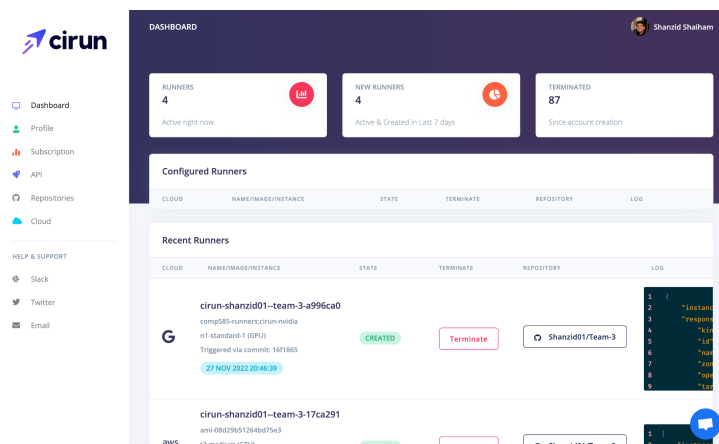 cirun
DASHBOARD
Shanzid Shaiham
Dashboard
Profile
Subscription
API
Repositories
Cloud
HELP & SUPPORT
Slack
Twitter
Email
RUNNERS
4
Active right now.
NEW RUNNERS
4
Active & Created in Last 7 days
TERMINATED
87
Since account creation
Configured Runners
CLOUD NAME/IMAGE/INSTANCE STATE TERMINATE REPOSITORY LOG
Recent Runners
CLOUD NAME/IMAGE/INSTANCE STATE TERMINATE REPOSITORY LOG
cirun-shanzid01--team-3-a996ca0
comp585-runners:cirun-nvidia
n1-standard-1 (GPU)
Triggered via commit: 16f1865
27 NOV 2022 20:46:39
CREATED
Terminate
Shanzid01/Team-3
1 {
2 "instanc
3 "respons
4 "kin
5 "id"
6 "nam
7 "zon
8 "ope
9 "tar
cirun-shanzid01--team-3-17ca291
ami-08d29b51264bd75e3
aws
1 {